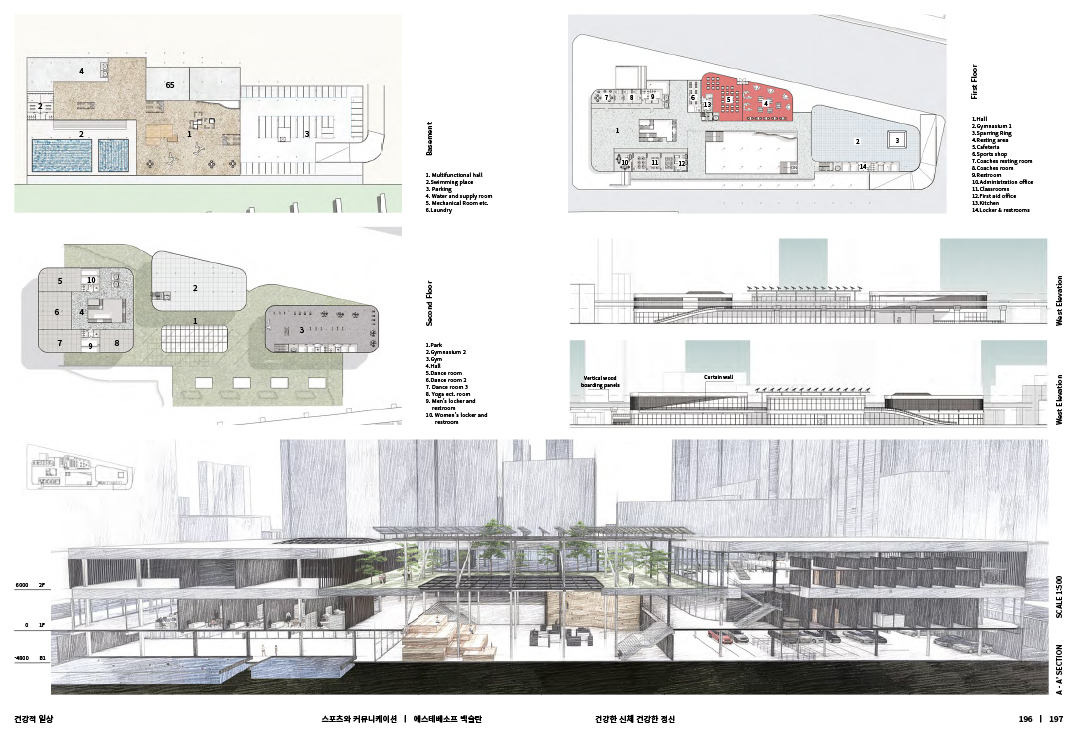 4
65
2
1
2
3
Basement
1. Multifunctional hall
2.Swimming place
3. Parking
4. Water and supply room
5. Mechanical Room etc.
6.Laundry
7
8
9
6
13
5
4
1
2
3
10
11
12
14
First Floor
1.Hall
2.Gymnasium 1
3.Sparring Ring
4.Resting area
5.Cafeteria
6.Sports shop
7.Coaches resting room
8.Coaches room
9.Restroom
10.Administration office
11.Classrooms
12.First aid office
13.Kitchen
14.Locker & restrooms
5
10
6
4
7
9
8
2
1
3
Second Floor
1.Park
2.Gymnasium 2
3.Gym
4.Hall
5.Dance room
6.Dance room 2
7. Dance room 3
8. Yoga ect. room
9. Men's locker and
restroom
10. Women's locker and
restroom
West Elevation
Vertical wood
boarding panels
Curtain wall
West Elevation
6000 2F
0 1F
-4800 B1
A - A' SECTION SCALE 1:500
건강적 일상
스포츠와 커뮤니케이션 | 에스테베소프 벡술탄
건강한 신체 건강한 정신
196 | 197